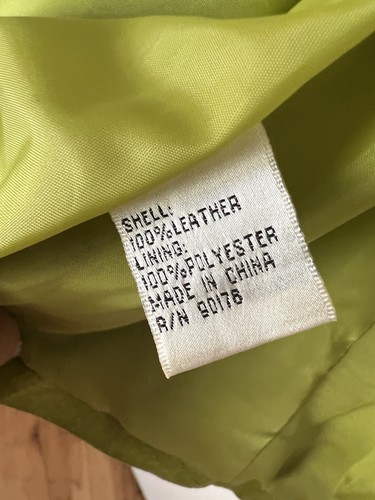 SHELL:
100%LEATHER
LINING:
100%POLYESTER
MADE IN CHINA
R/N 90176